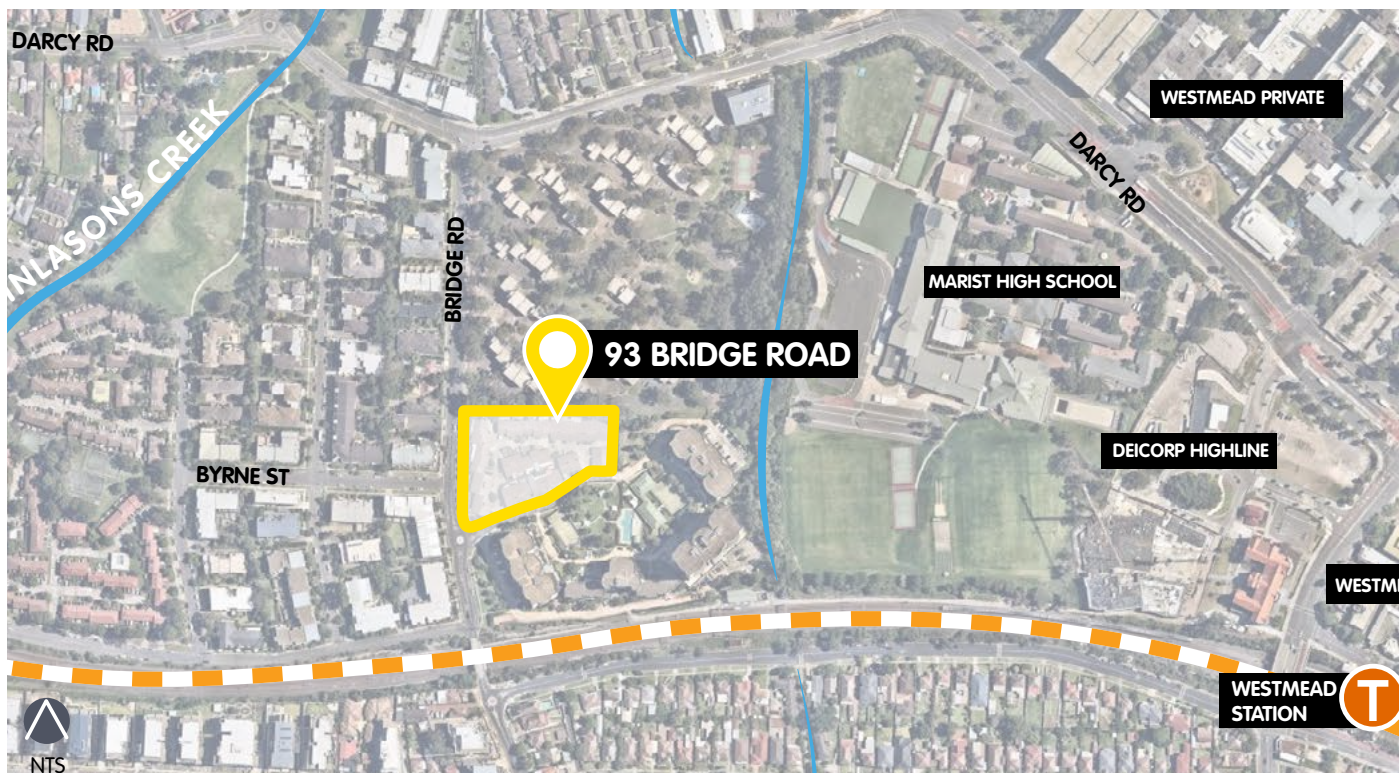 DARCY RD
WESTMEAD PRIVATE
DARCY RD
INLASONS CREEK
BRIDGE RD
MARIST HIGH SCHOOL
93 BRIDGE ROAD
DEICORP HIGHLINE
BYRNE ST
WESTME
WESTMEAD
STATION
T
NTS